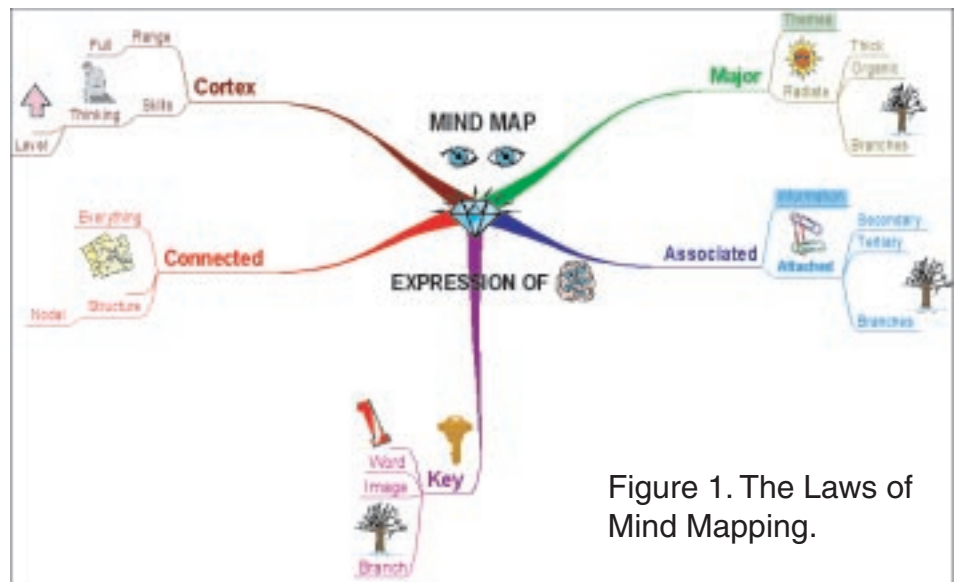 MIND MAP
EXPRESSION OF
Cortex
Range
Full
Skills
Thinking
Level
Connected
Everything
Structure
Nodal
Major
Themes
Radiate
Thick
Organic
Branches
Associated
Information
Attached
Secondary
Tertiary
Branches
Key
Word
Image
Branch
Figure 1. The Laws of
Mind Mapping.